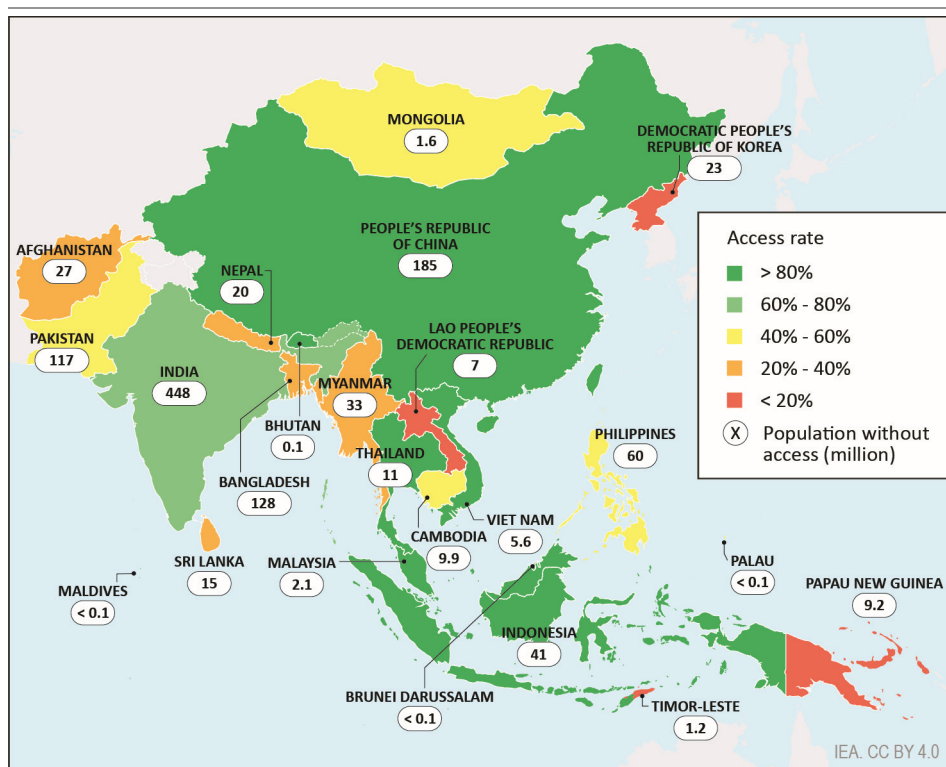 MONGOLIA
1.6
DEMOCRATIC PEOPLE'S
REPUBLIC OF KOREA
23
PEOPLE'S REPUBLIC
OF CHINA
185
AFGHANISTAN
27
NEPAL
20
PAKISTAN
117
INDIA
448
LAO PEOPLE'S
DEMOCRATIC REPUBLIC
7
MYANMAR
33
BHUTAN
0.1
BANGLADESH
128
THAILAND
11
PHILIPPINES
60
VIET NAM
5.6
CAMBODIA
9.9
SRI LANKA
15
MALAYSIA
2.1
MALDIVES
< 0.1
PALAU
< 0.1
PAPAU NEW GUINEA
9.2
INDONESIA
41
BRUNEI DARUSSALAM
< 0.1
TIMOR-LESTE
1.2
Access rate
> 80%
60% - 80%
40% - 60%
20% - 40%
< 20%
X Population without
access (million)
IEA. CC BY 4.0